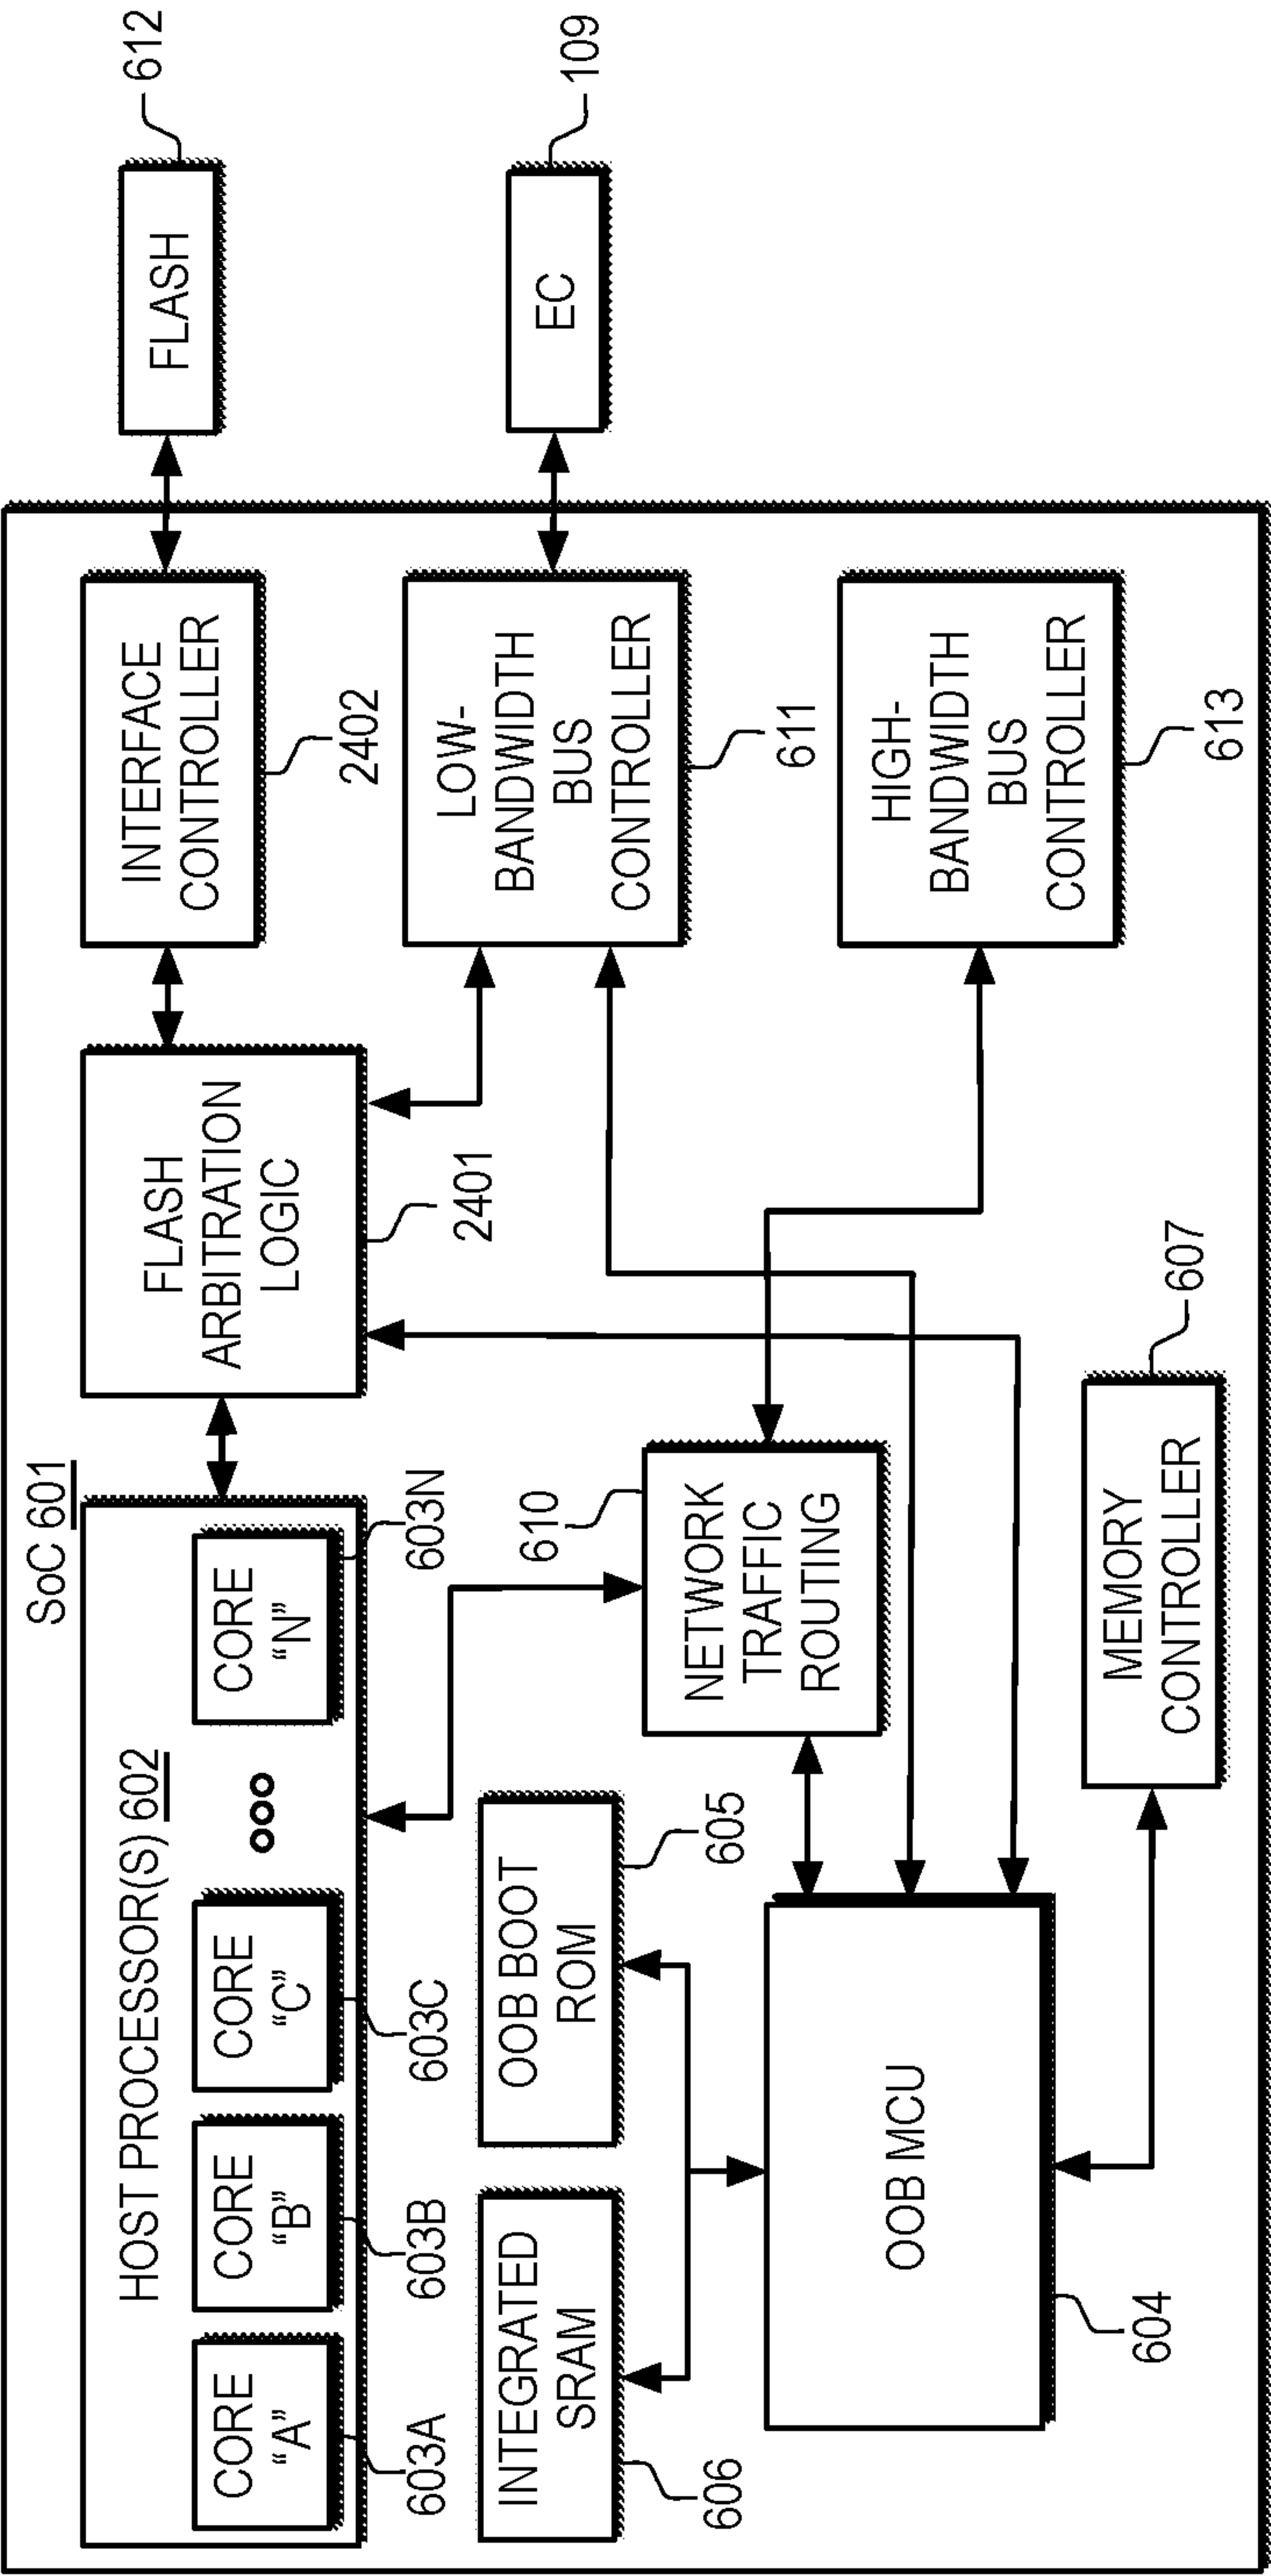 SoC 601
HOST PROCESSOR(S) 602
CORE
"A"
603A
CORE
"B"
603B
CORE
"C"
603C
CORE
"N"
603N
FLASH
ARBITRATION
LOGIC
2401
INTERFACE
CONTROLLER
2402
FLASH
612
INTEGRATED
SRAM
606
OOB BOOT
ROM
605
NETWORK
TRAFFIC
ROUTING
610
LOW-
BANDWIDTH
BUS
CONTROLLER
611
EC
109
OOB MCU
604
MEMORY
CONTROLLER
607
HIGH-
BANDWIDTH
BUS
CONTROLLER
613